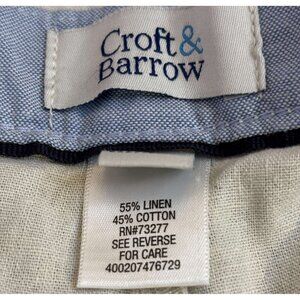 Croft &
Barrow
55% LINEN
45% COTTON
RN#73277
SEE REVERSE
FOR CARE
400207476729